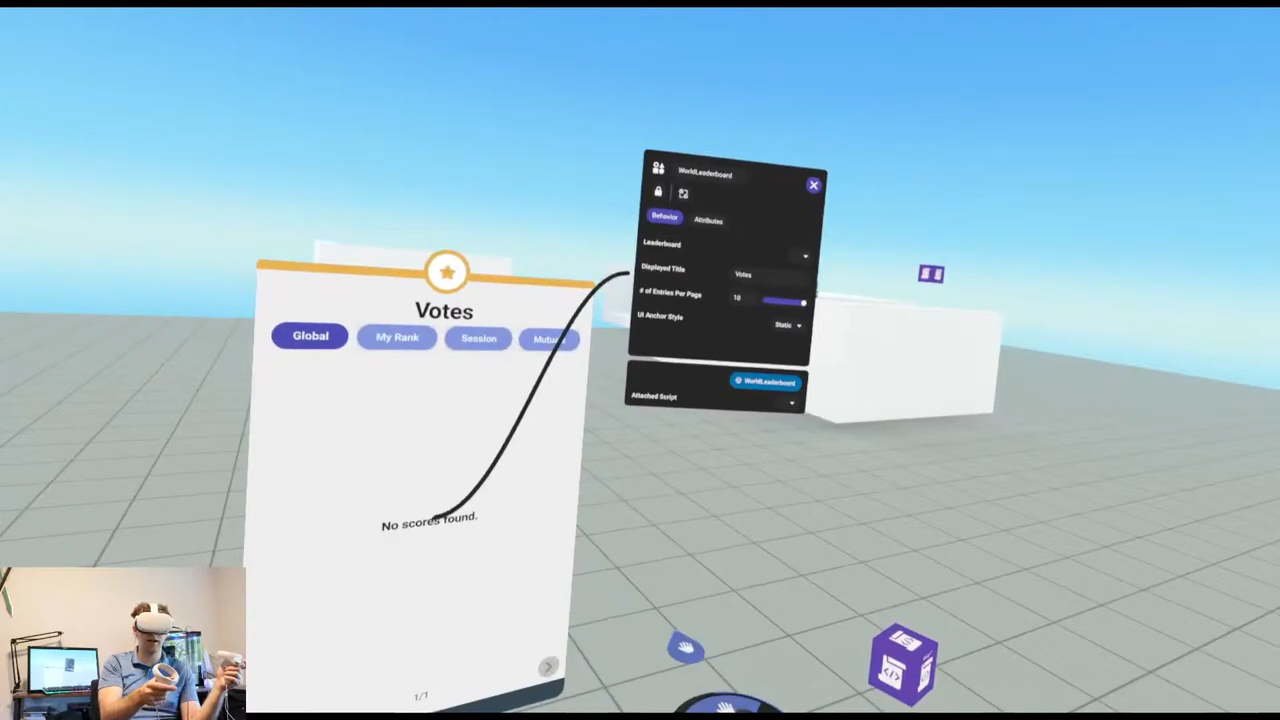 WorldLeaderboard
Behavior
Attributes
Leaderboard
Displayed Title
Votes
# of Entries Per Page
10
UI Anchor Style
Static
WorldLeaderboard
Attached Script
Votes
Global
My Rank
Session
No scores found.
1/1